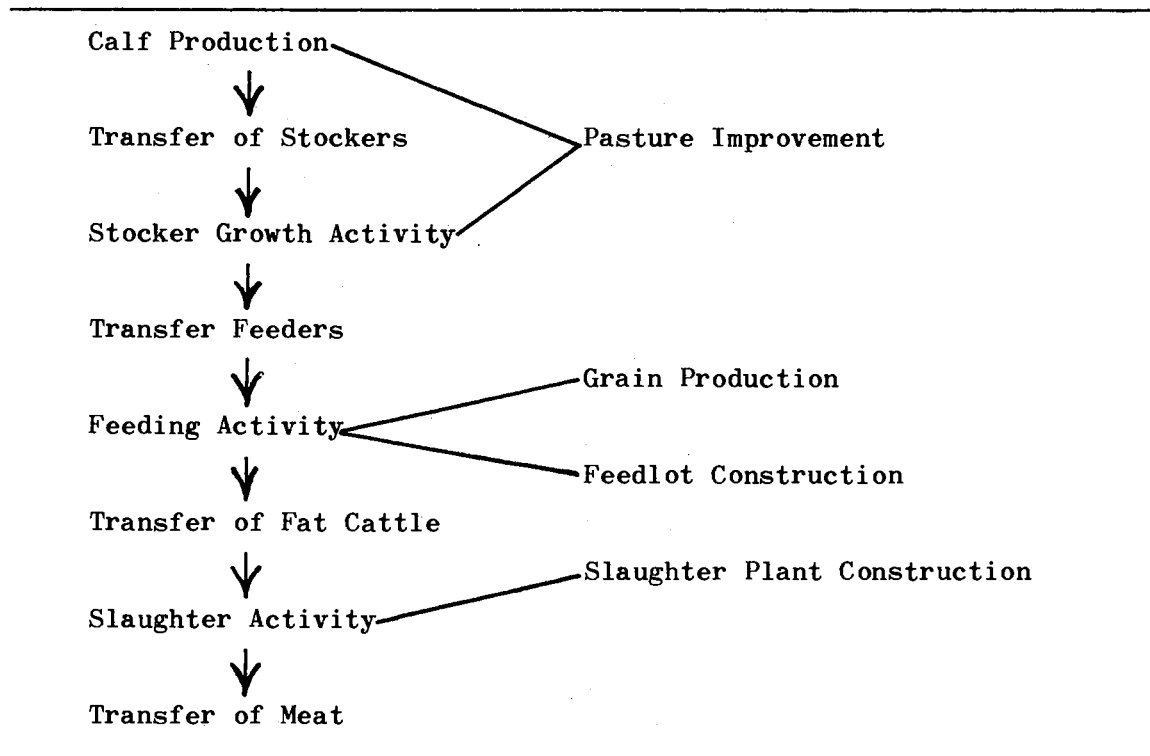 Calf Production
Transfer of Stockers
Pasture Improvement
Stocker Growth Activity
Transfer Feeders
Grain Production
Feeding Activity
Feedlot Construction
Transfer of Fat Cattle
Slaughter Plant Construction
Slaughter Activity
Transfer of Meat